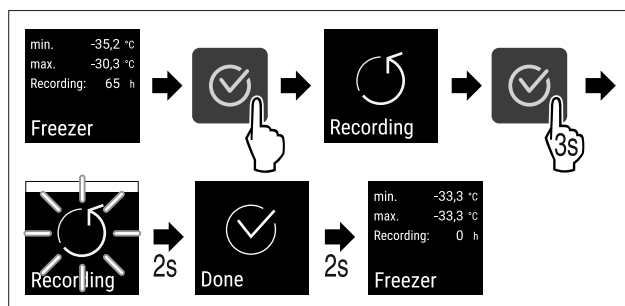 min. -35,2 °C
max. -30,3 °C
Recording: 65 h
Freezer
Recording
3s
Recording
2s
Done
2s
min. -33,3 °C
max. -33,3 °C
Recording: 0 h
Freezer